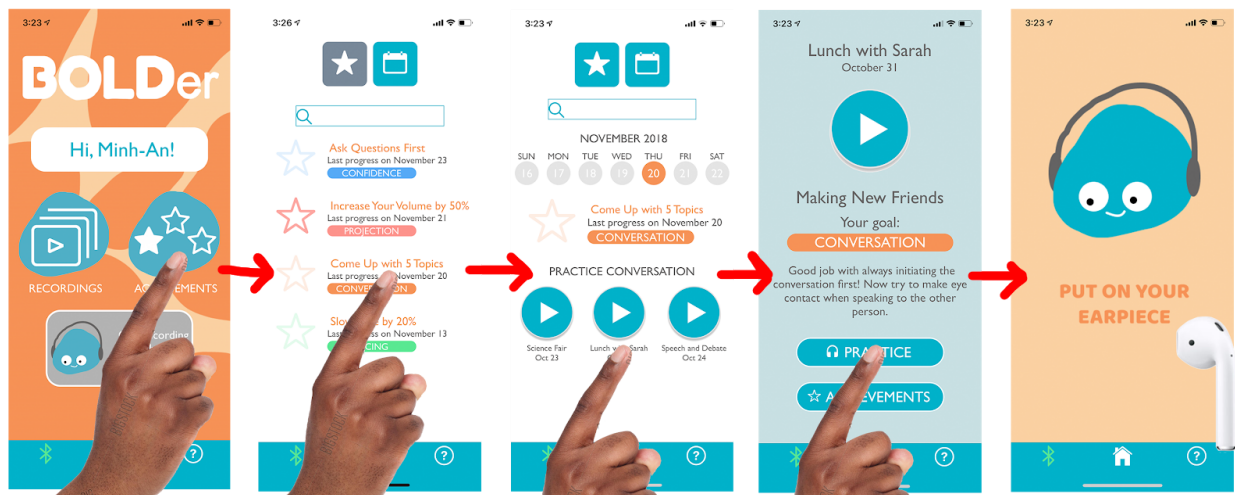 3:23
BOLDer
Hi, Minh-An!
RECORDINGS
3:26
Ask Questions First
Last progress on November 23
CONFIDENCE
Increase Your Volume by 50%
Last progress on November 21
PROJECTION
Come Up with 5 Topics
Last progress on November 20
by 20%
November 13
3:23
NOVEMBER 2018
SUN MON TUE WED THU FRI SAT
16 17 18 19 20 21 22
Come Up with 5 Topics
Last progress on November 20
CONVERSATION
PRACTICE CONVERSATION
Science Fair
Oct 23
Lunch with Sarah
Speech and Debate
Oct 24
3:23
Lunch with Sarah
October 31
Making New Friends
Your goal:
CONVERSATION
Good job with always initiating the
conversation first! Now try to make eye
contact when speaking to the other
person.
PRACTICE
ACHIEVEMENTS
?
3:23
PUT ON YOUR
EARPIECE
?